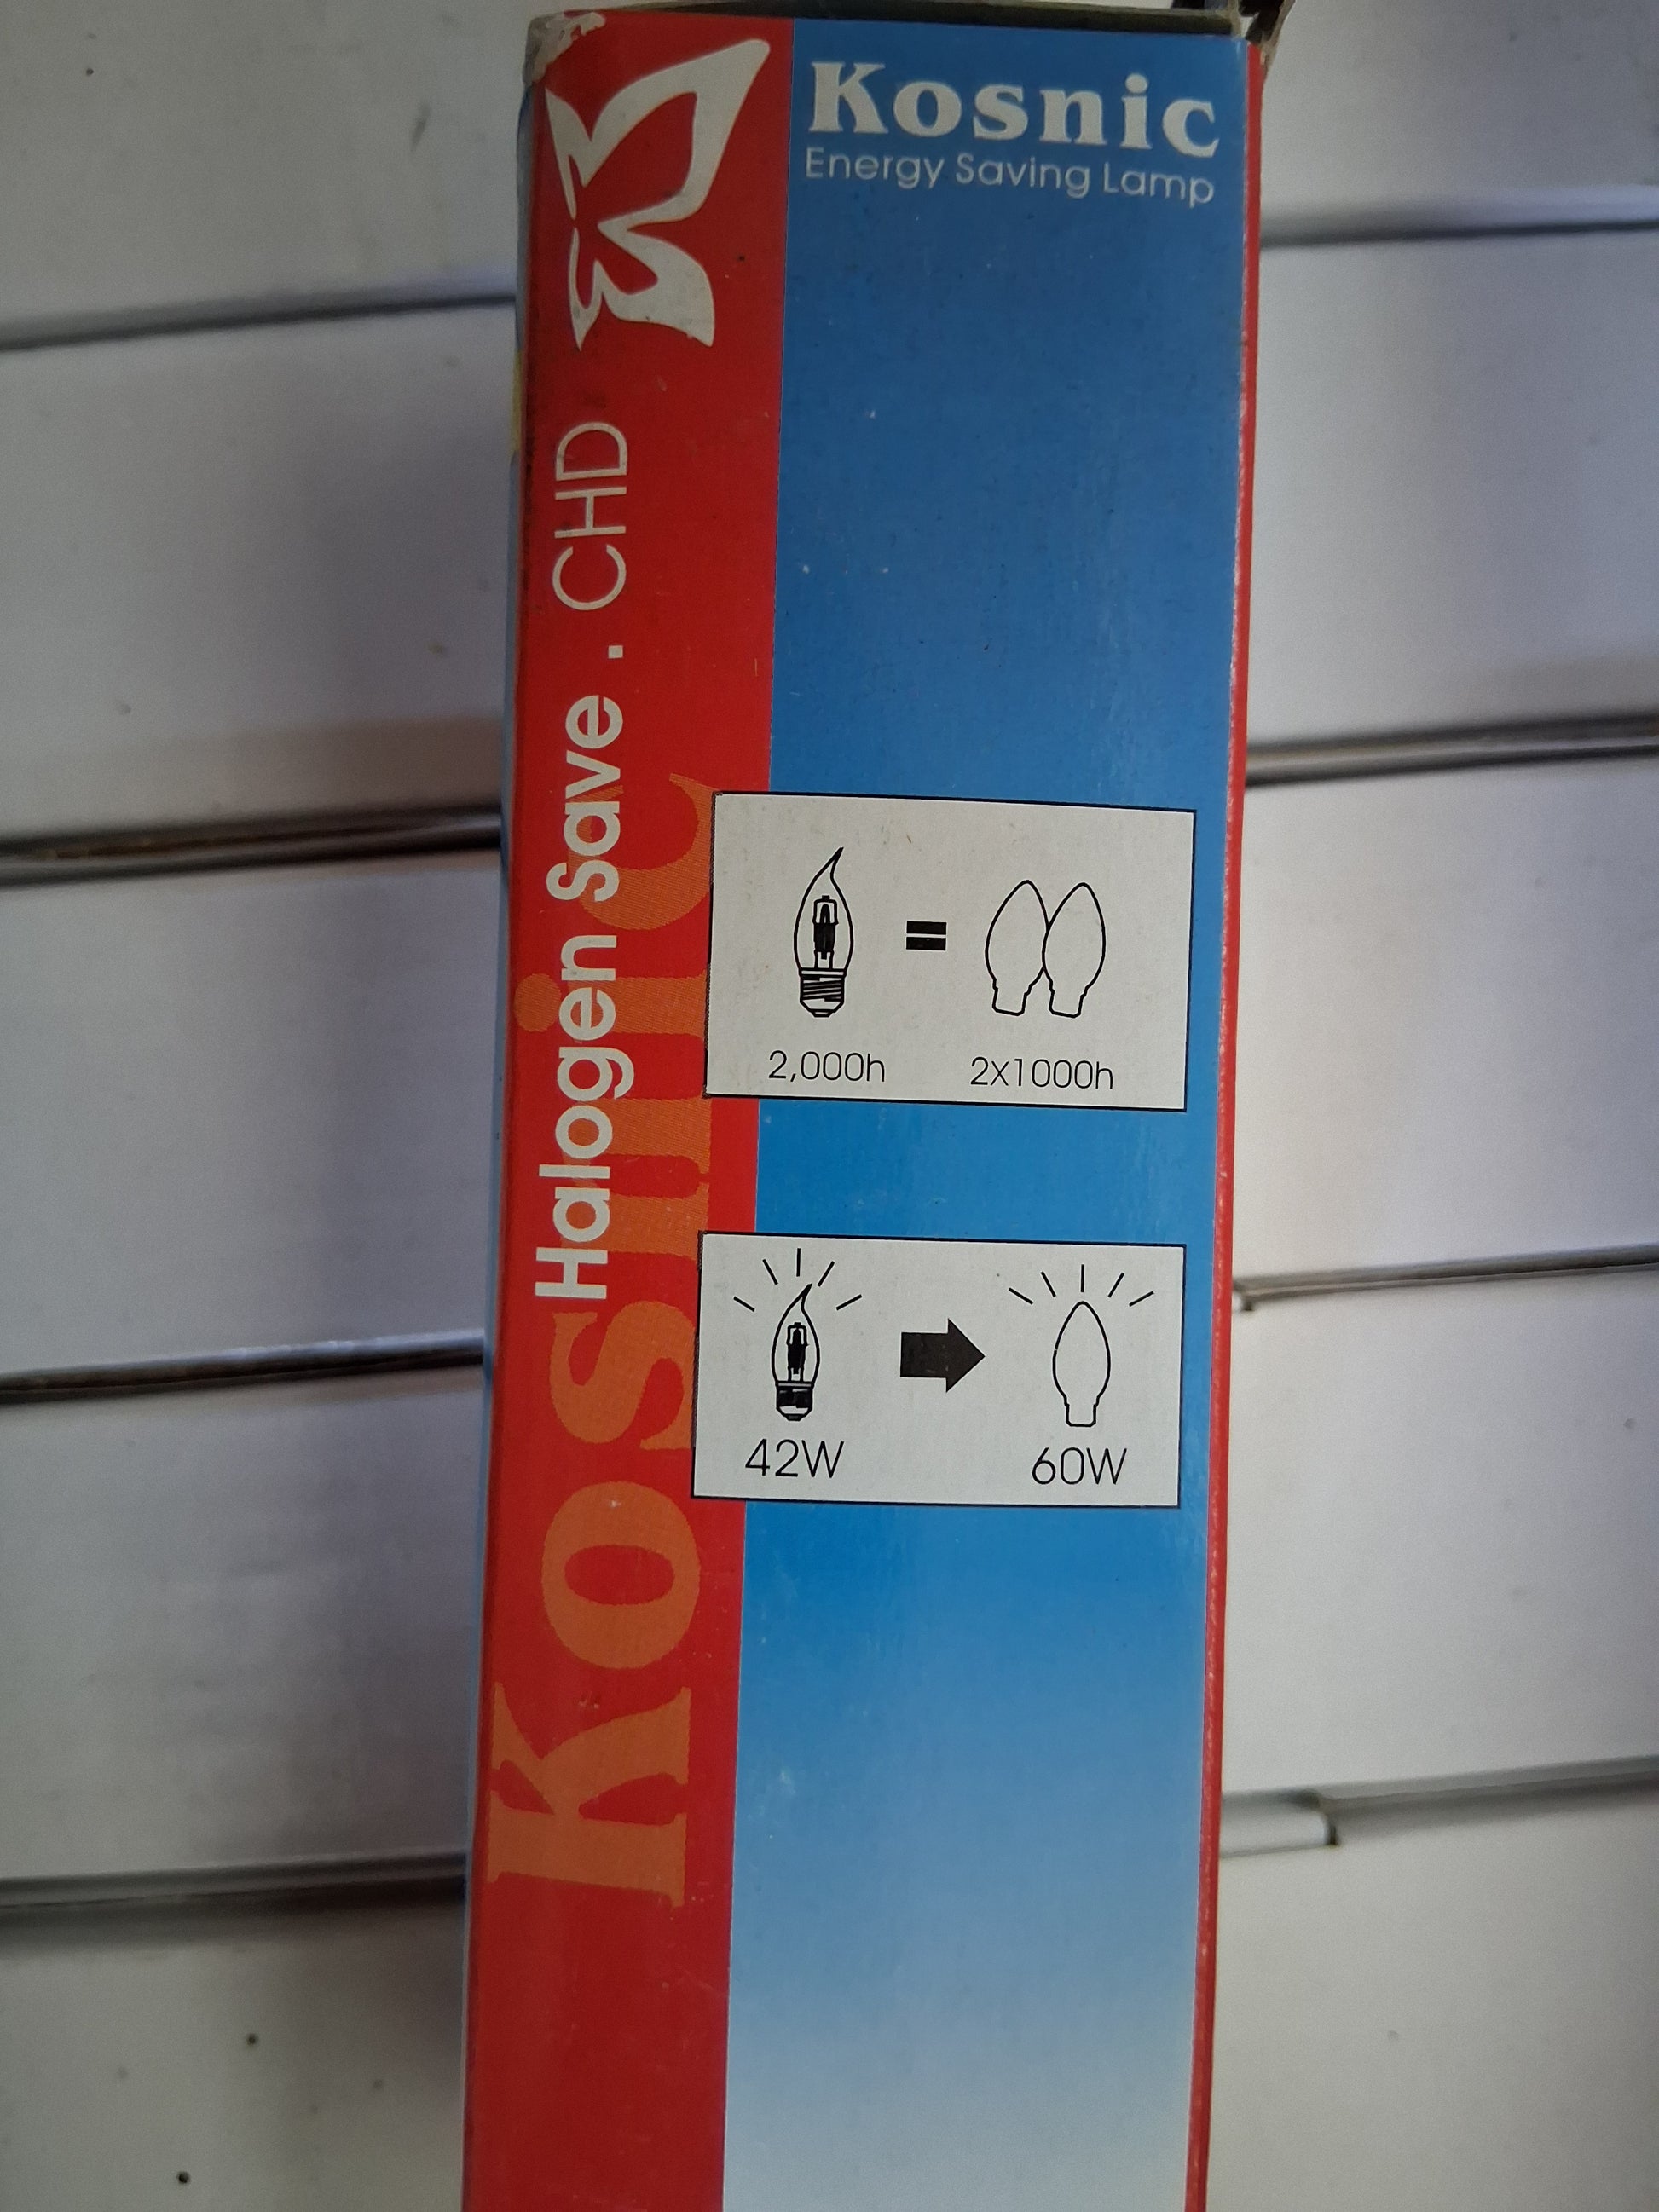 Kosnic
Energy Saving Lamp
Halogen Save . CHD
Kosnic
=
2,000h 2X1000h
42W 60W